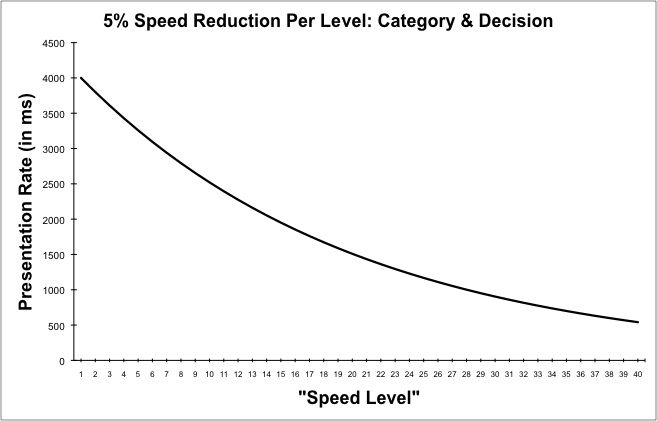 5% Speed Reduction Per Level: Category & Decision
4500
4000
3500
3000
2500
2000
1500
1000
500
0
Presentation Rate (in ms)
1 2 3 4 5 6 7 8 9 10 11 12 13 14 15 16 17 18 19 20 21 22 23 24 25 26 27 28 29 30 31 32 33 34 35 36 37 38 39 40
"Speed Level"